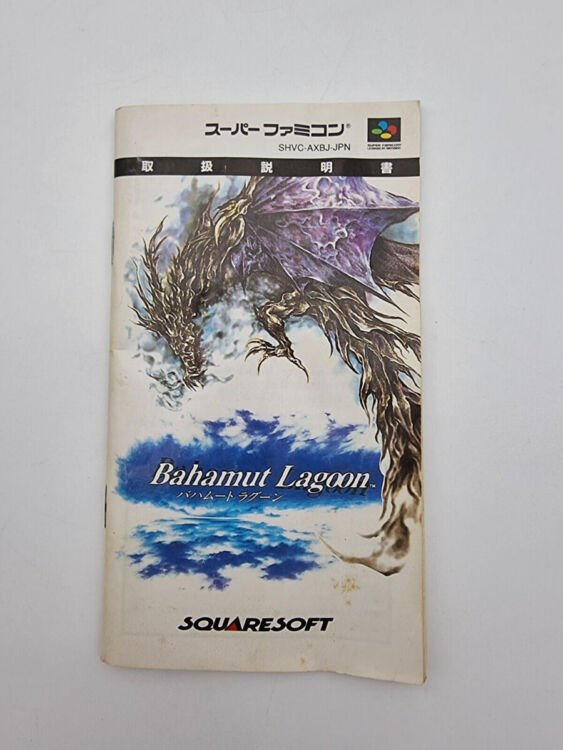 スーパーファミコン®
SHVC-AXBJ-JPN
取扱説明書
Bahamut Lagoon™
バハムートラグーン
SQUARESOFT